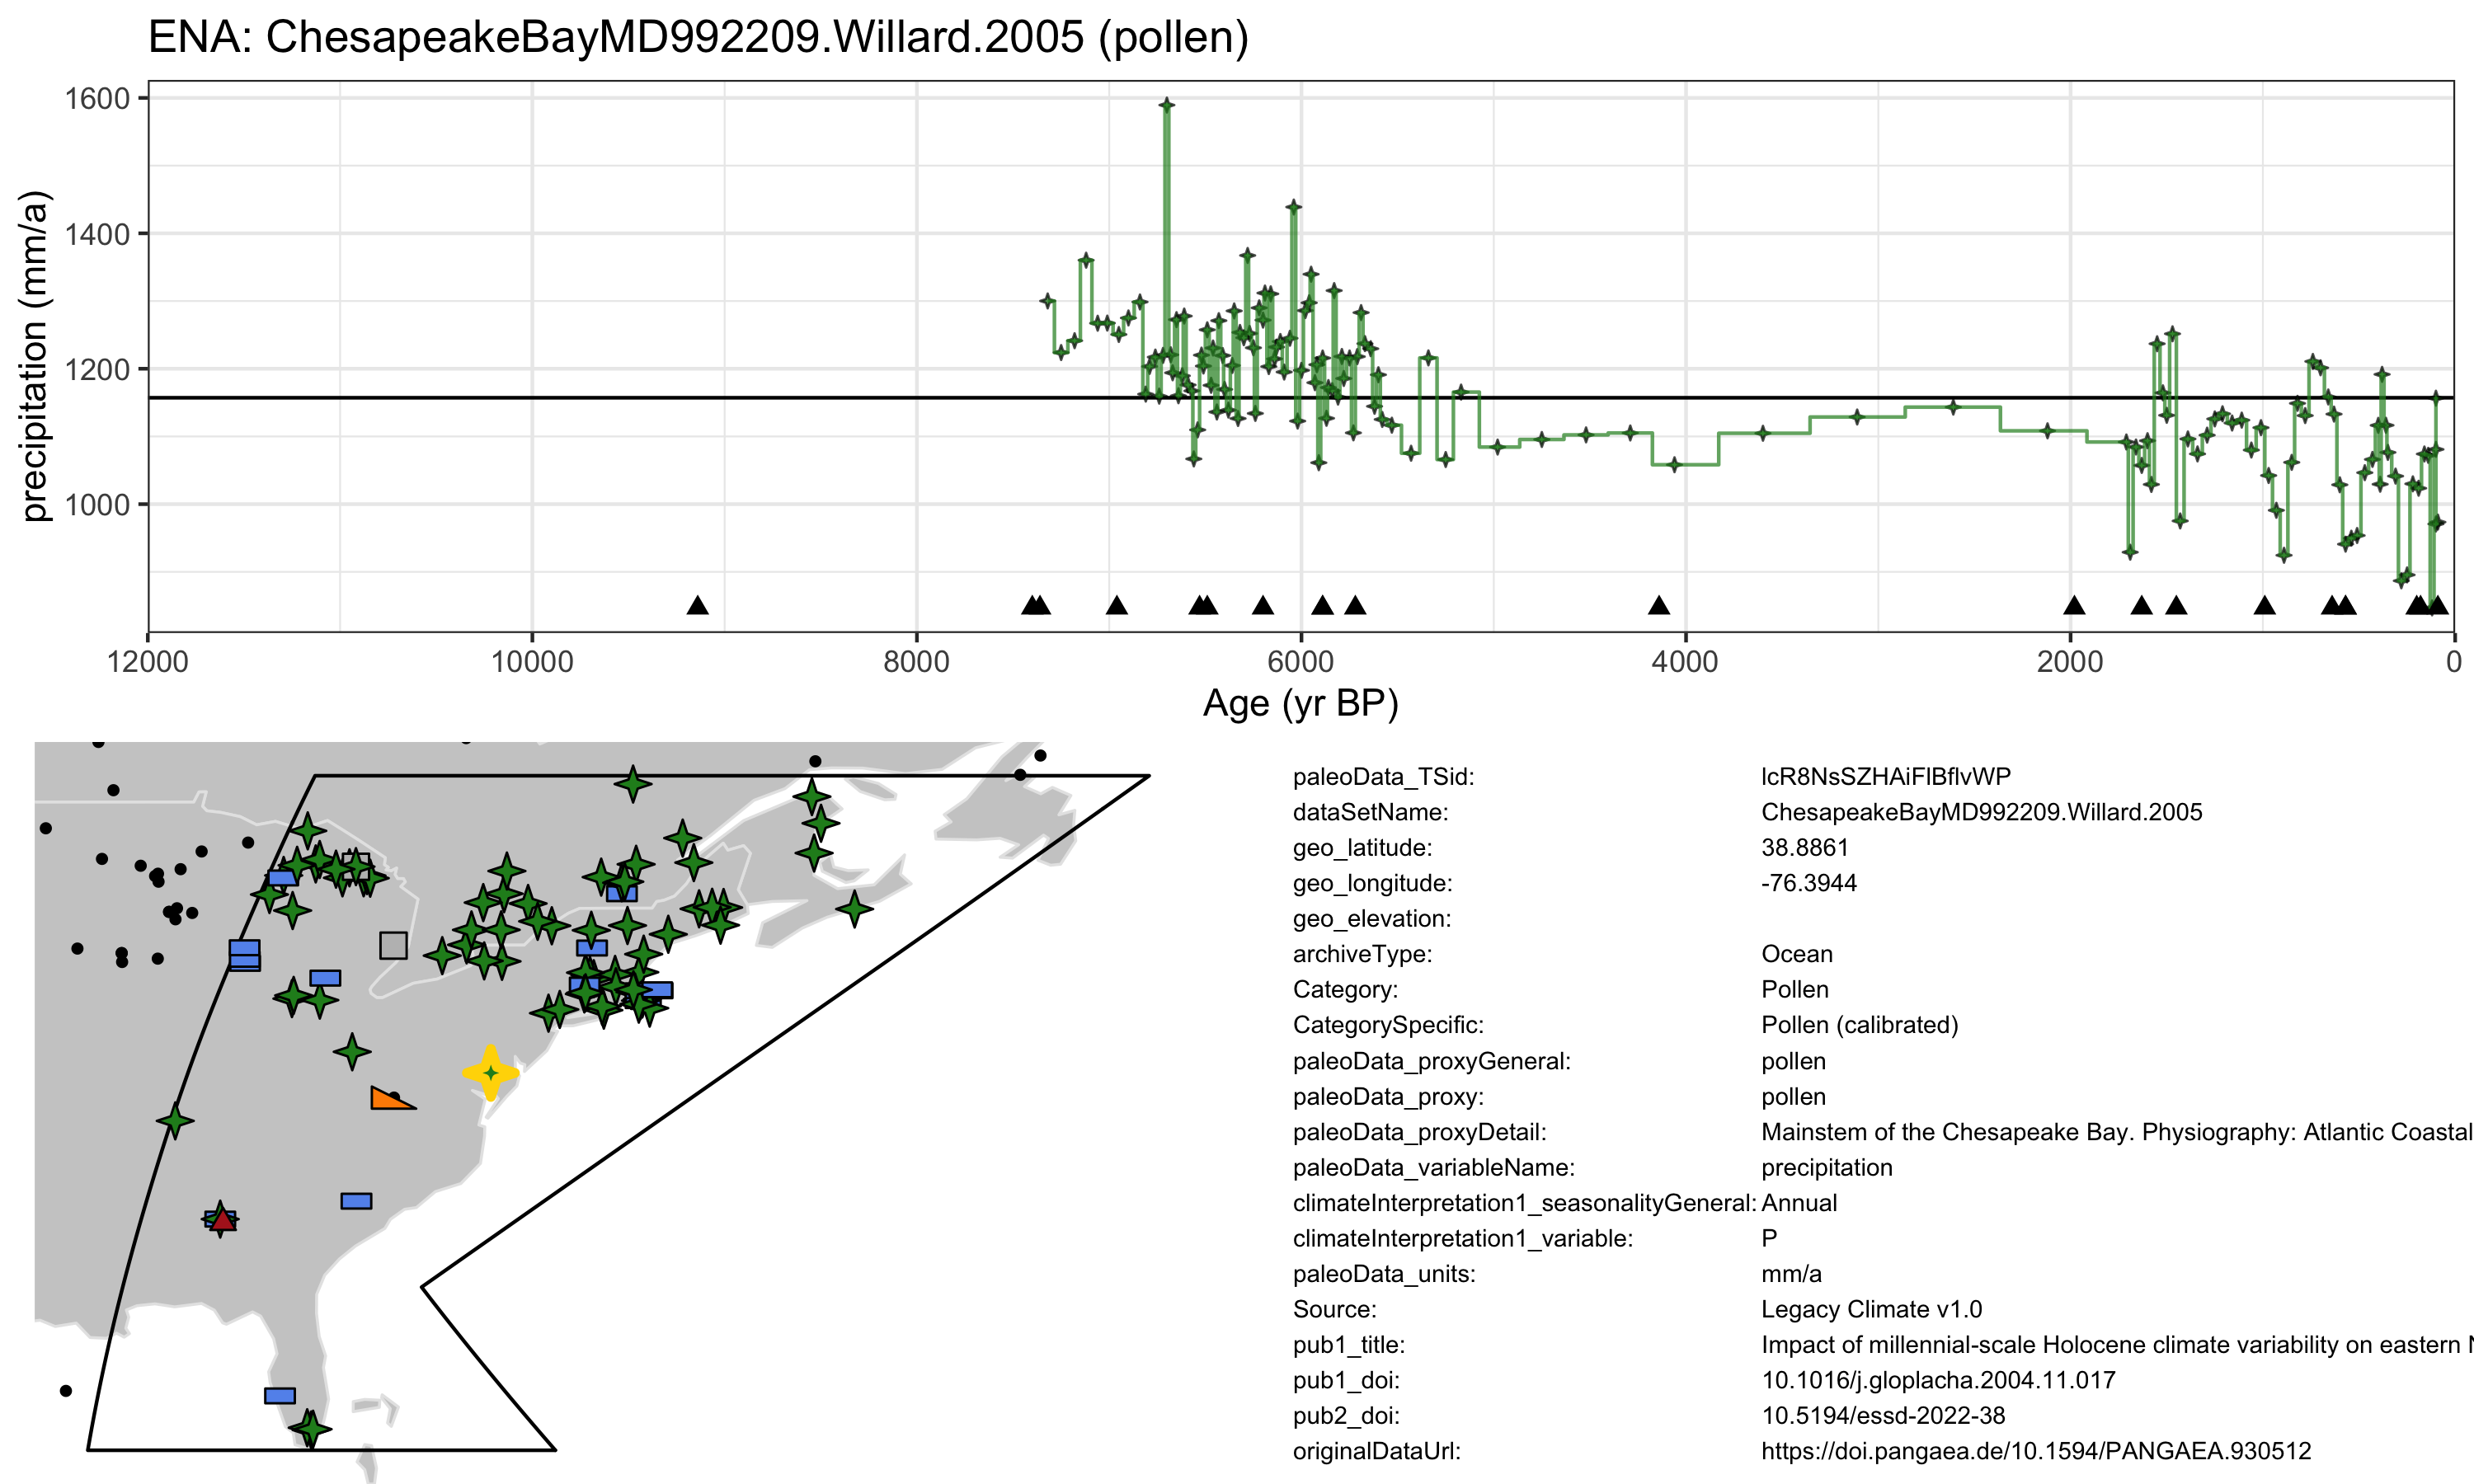 ENA: ChesapeakeBayMD992209.Willard.2005 (pollen)
precipitation (mm/a)
1600
1400
1200
1000
12000 10000 8000 6000 4000 2000 0
Age (yr BP)
paleoData_TSid: lcR8NsSZHAiFlBflvWP
dataSetName: ChesapeakeBayMD992209.Willard.2005
geo_latitude: 38.8861
geo_longitude: -76.3944
geo_elevation:
archiveType: Ocean
Category: Pollen
CategorySpecific: Pollen (calibrated)
paleoData_proxyGeneral: pollen
paleoData_proxy: pollen
paleoData_proxyDetail: Mainstem of the Chesapeake Bay. Physiography: Atlantic Coastal
paleoData_variableName: precipitation
climateInterpretation1_seasonalityGeneral: Annual
climateInterpretation1_variable: P
paleoData_units: mm/a
Source: Legacy Climate v1.0
pub1_title: Impact of millennial-scale Holocene climate variability on eastern
pub1_doi: 10.1016/j.gloplacha.2004.11.017
pub2_doi: 10.5194/essd-2022-38
originalDataUrl: https://doi.pangaea.de/10.1594/PANGAEA.930512